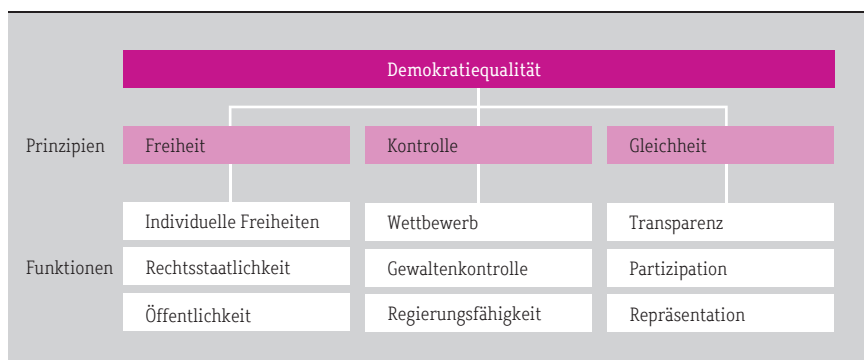 Demokratiequalität
Prinzipien Freiheit Kontrolle Gleichheit
Individuelle Freiheiten Wettbewerb Transparenz
Funktionen Rechtsstaatlichkeit Gewaltenkontrolle Partizipation
Öffentlichkeit Regierungsfähigkeit Repräsentation